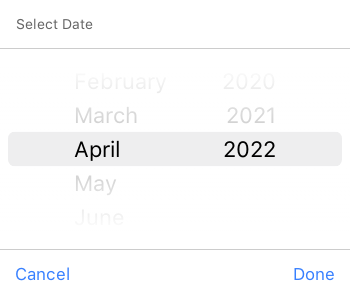 Select Date
February 2020
March 2021
April 2022
May
June
Cancel Done